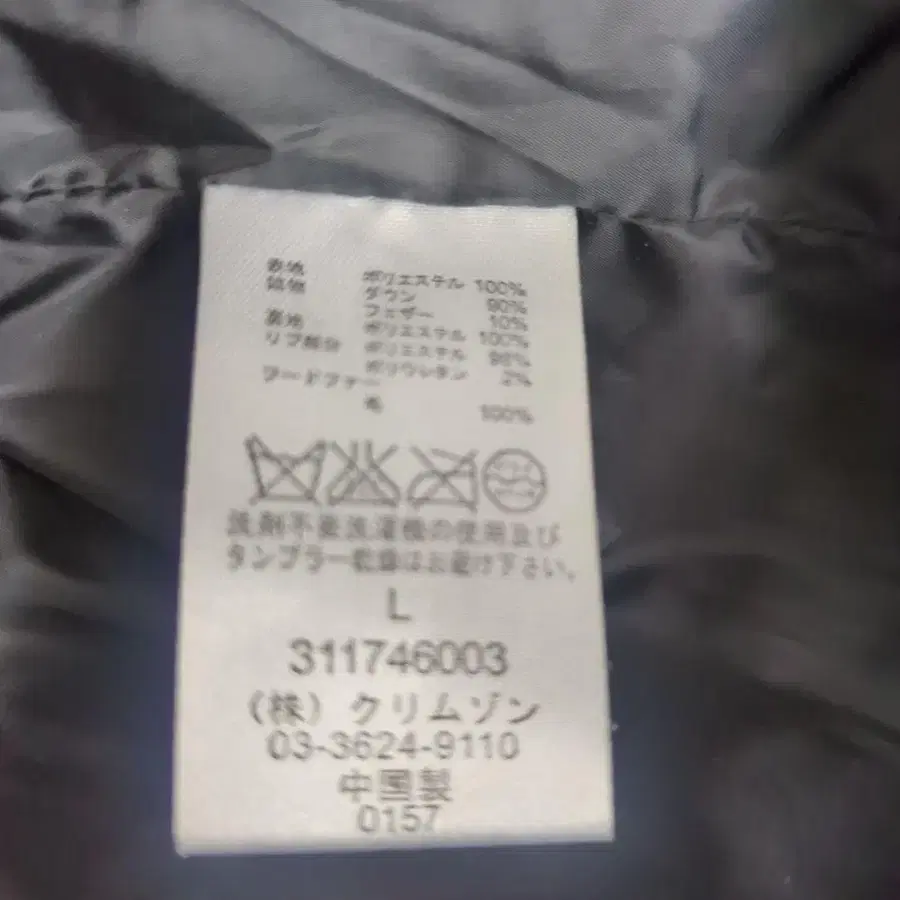 表地 ポリエステル 100%
詰物 ダウン 90%
フェザー 10%
裏地 ポリエステル 100%
リブ部分 ポリエステル 98%
ポリウレタン 2%
フードファー
毛 100%
洗剤不要洗濯機の使用及び
タンブラー乾燥はお避け下さい。
L
311746003
(株) クリムゾン
03-3624-9110
中国製
0157